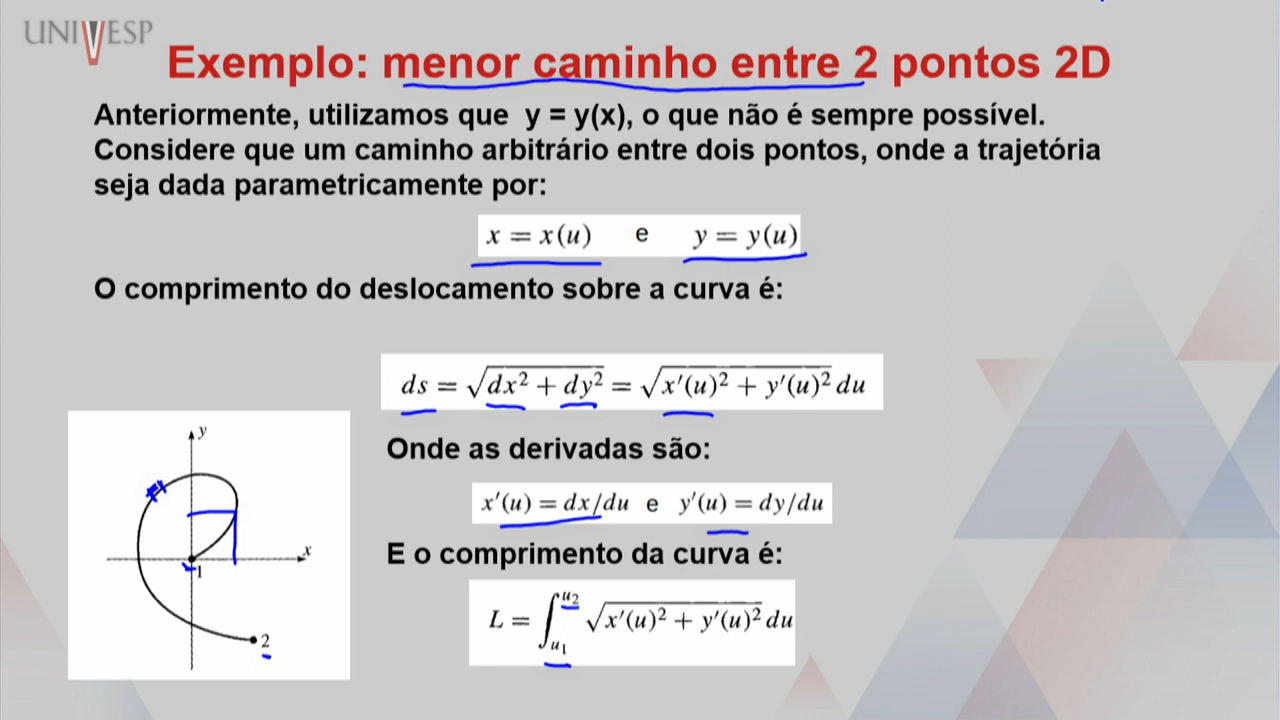 UNIVESP
Exemplo: menor caminho entre 2 pontos 2D
Anteriormente, utilizamos que y = y(x), o que não é sempre possível.
Considere que um caminho arbitrário entre dois pontos, onde a trajetória
seja dada parametricamente por:
x = x(u) e y = y(u)
O comprimento do deslocamento sobre a curva é:
ds = √dx² + dy² = √x′(u)² + y′(u)² du
Onde as derivadas são:
x′(u) = dx/du e y′(u) = dy/du
E o comprimento da curva é:
L = ∫u₁u₂ √x′(u)² + y′(u)² du
y
x
1
2